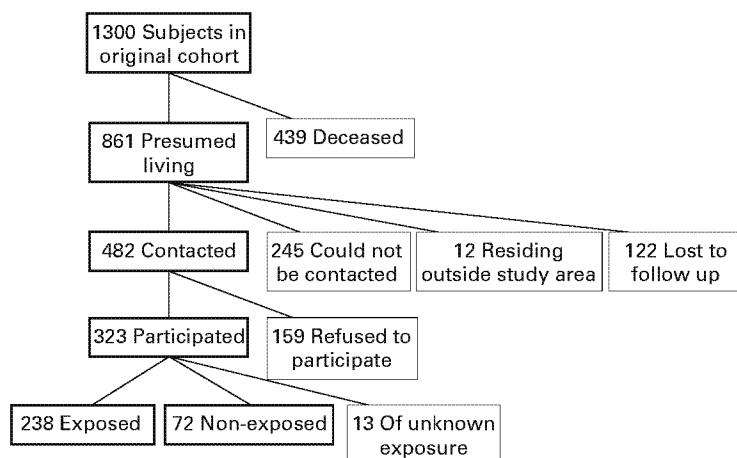 1300 Subjects in
original cohort
861 Presumed
living
439 Deceased
482 Contacted
245 Could not
be contacted
12 Residing
outside study area
122 Lost to
follow up
323 Participated
159 Refused to
participate
238 Exposed
72 Non-exposed
13 Of unknown
exposure